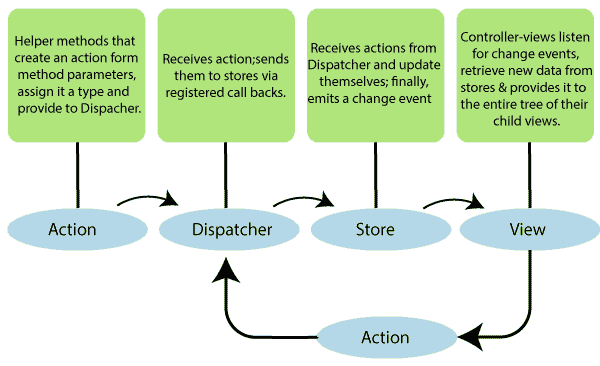 Helper methods that
create an action form
method parameters,
assign it a type and
provide to Dispacher.
Receives action;sends
them to stores via
registered call backs.
Receives actions from
Dispatcher and update
themselves; finally,
emits a change event
Controller-views listen
for change events,
retrieve new data from
stores & provides it to
the entire tree of their
child views.
Action
Dispatcher
Store
View
Action